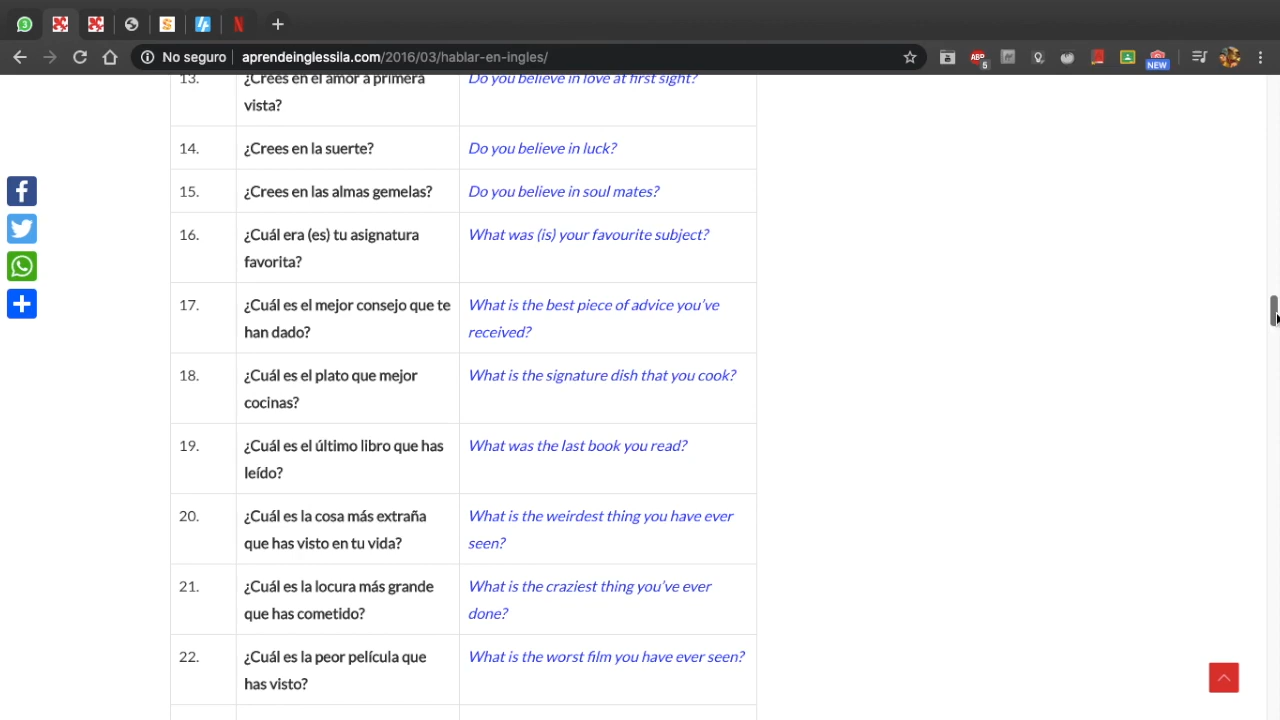 3
No seguro aprendeinglessila.com/2016/03/hablar-en-ingles/
ABP
5
NEW
13. ¿Crees en el amor a primera Do you believe in love at first sight?
vista?
14. ¿Crees en la suerte? Do you believe in luck?
15. ¿Crees en las almas gemelas? Do you believe in soul mates?
16. ¿Cuál era (es) tu asignatura What was (is) your favourite subject?
favorita?
17. ¿Cuál es el mejor consejo que te What is the best piece of advice you’ve
han dado? received?
18. ¿Cuál es el plato que mejor What is the signature dish that you cook?
cocinas?
19. ¿Cuál es el último libro que has What was the last book you read?
leído?
20. ¿Cuál es la cosa más extraña What is the weirdest thing you have ever
que has visto en tu vida? seen?
21. ¿Cuál es la locura más grande What is the craziest thing you’ve ever
que has cometido? done?
22. ¿Cuál es la peor película que What is the worst film you have ever seen?
has visto?